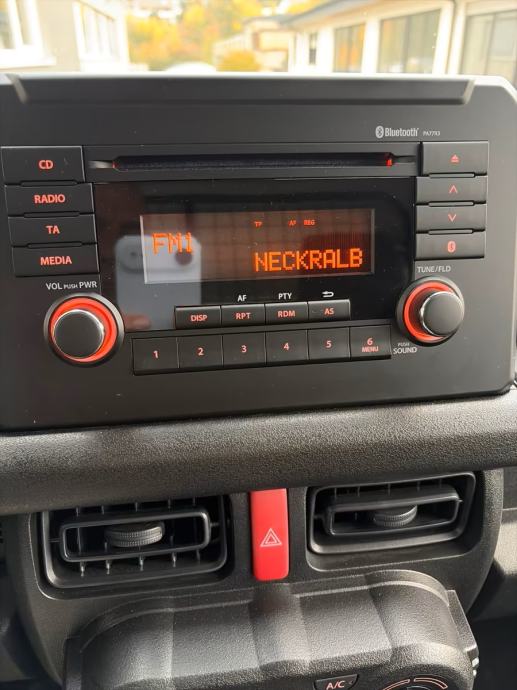 Bluetooth® PA7793
CD
RADIO
TA
MEDIA
TP AF REG
FM1
NECKRALB
VOL PUSH PWR
TUNE/FLD
AF PTY
DISP RPT RDM AS
1 2 3 4 5 6
MENU
PUSH
SOUND
A/C